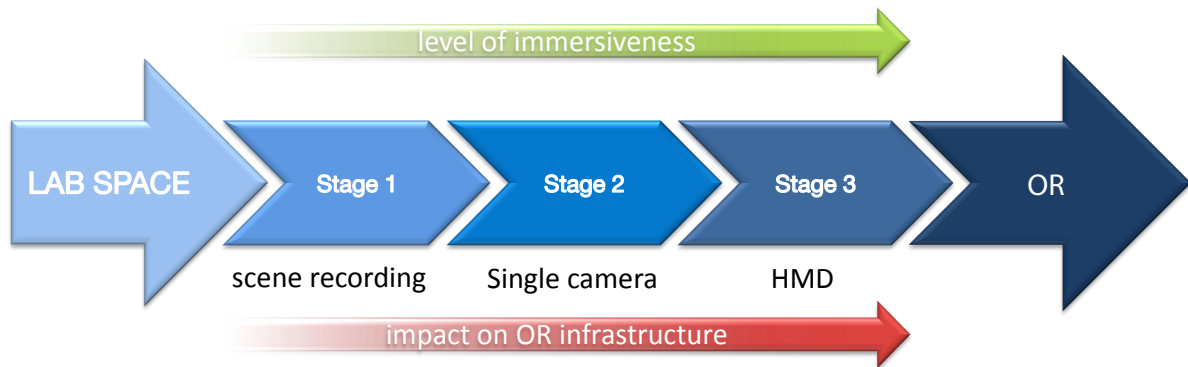 level of immersiveness
LAB SPACE
Stage 1
Stage 2
Stage 3
OR
scene recording
Single camera
HMD
impact on OR infrastructure